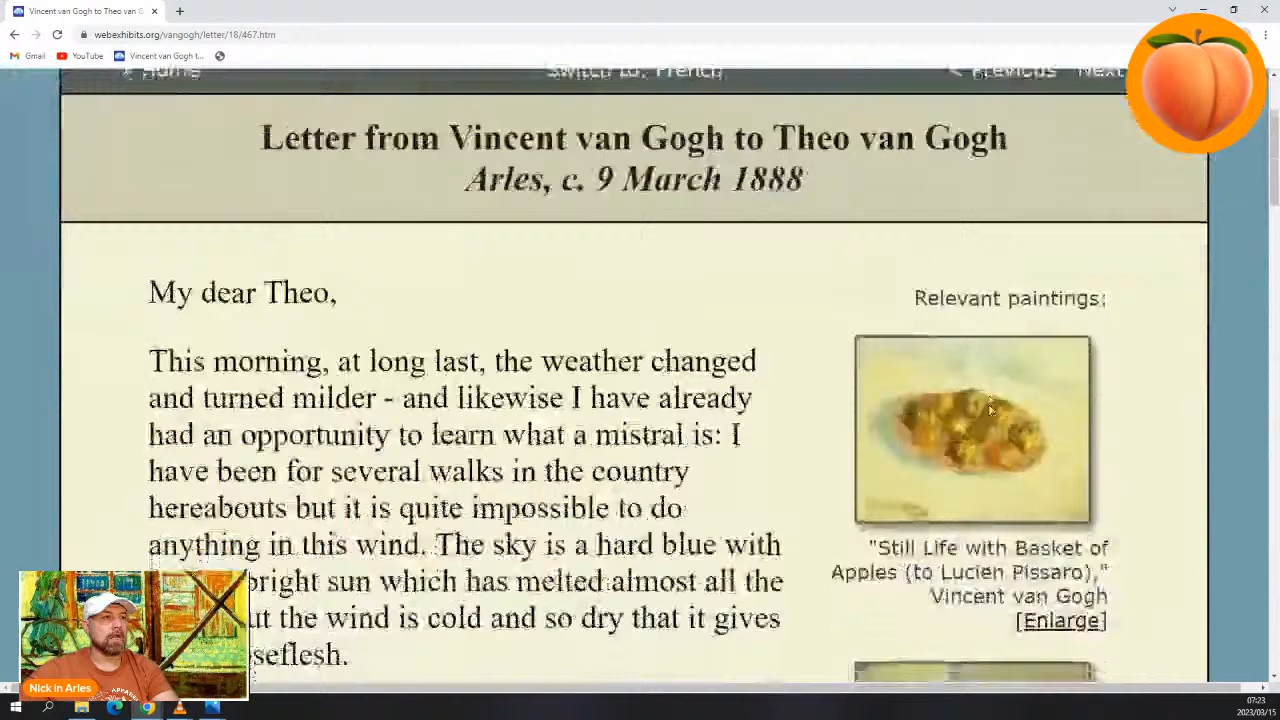 Vincent van Gogh to Theo van G
webexhibits.org/vangogh/letter/18/467.htm
Gmail
YouTube
Vincent van Gogh t...
Home
Switch to: French
< Previous Next
Letter from Vincent van Gogh to Theo van Gogh
Arles, c. 9 March 1888
My dear Theo,
This morning, at long last, the weather changed
and turned milder - and likewise I have already
had an opportunity to learn what a mistral is: I
have been for several walks in the country
hereabouts but it is quite impossible to do
anything in this wind. The sky is a hard blue with
bright sun which has melted almost all the
ut the wind is cold and so dry that it gives
seflesh.
Relevant paintings:
"Still Life with Basket of
Apples (to Lucien Pissaro),"
Vincent van Gogh
[Enlarge]
Nick in Arles
07:23
2023/03/15